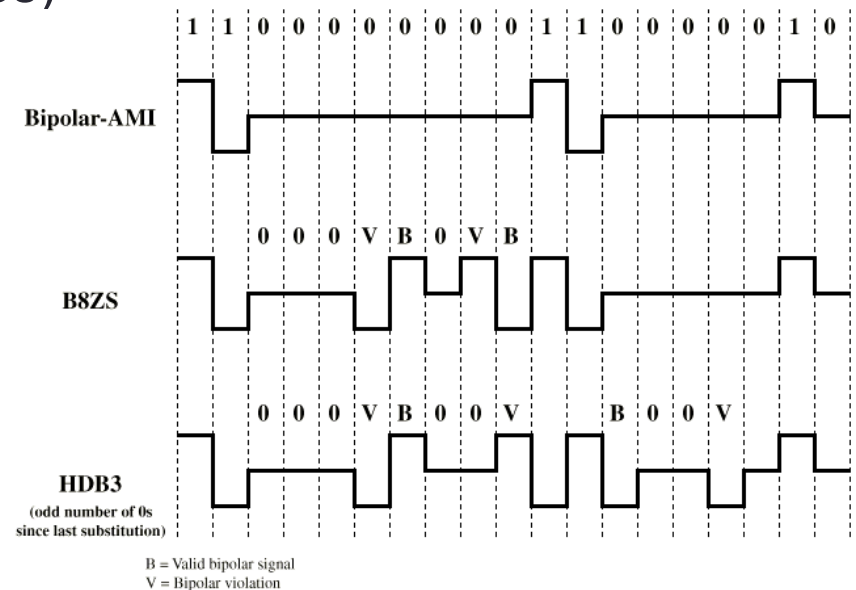 1 1 0 0 0 0 0 0 0 0 1 1 0 0 0 0 0 1 0
Bipolar-AMI
0 0 0 V B 0 V B
B8ZS
0 0 0 V B 0 0 V B 0 0 V
HDB3
(odd number of 0s
since last substitution)
B = Valid bipolar signal
V = Bipolar violation